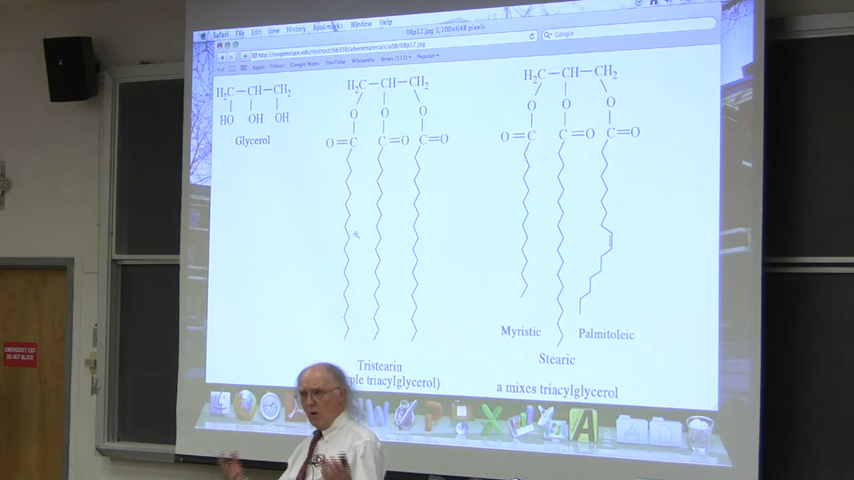 Safari File Edit View History Bookmarks Window Help
08p12.jpg 1,100×648 pixels
Google
Apple Yahoo! Google Maps YouTube Wikipedia News Popular
H₂C—CH—CH₂
HO OH OH
Glycerol
H₂C—CH—CH₂
O O O
O=C C=O C=O
Tristearin
ple triacylglycerol)
H₂C—CH—CH₂
O O O
O=C C=O C=O
Myristic
Palmitoleic
Stearic
a mixes triacylglycerol
EMERGENCY EXIT
DO NOT BLOCK